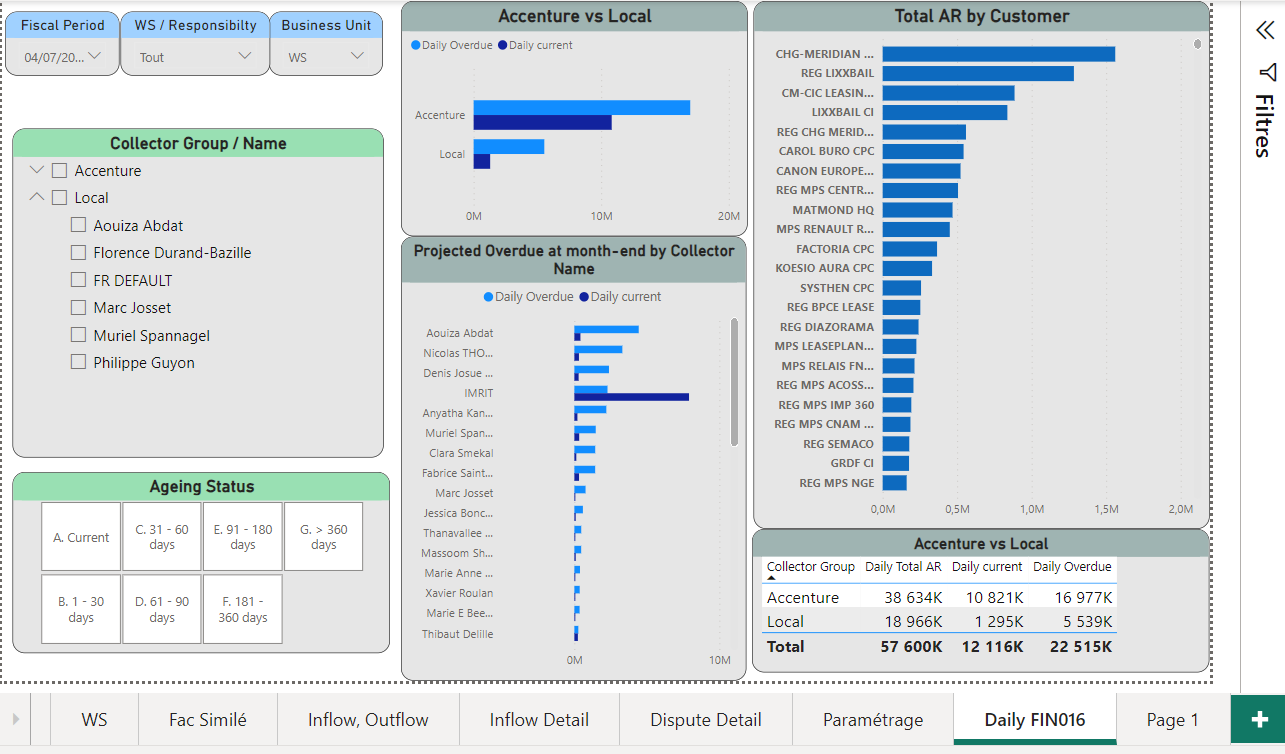 Fiscal Period
04/07/20...
WS / Responsibilty
Tout
Business Unit
WS
Collector Group / Name
Accenture
Local
Aouiza Abdat
Florence Durand-Bazille
FR DEFAULT
Marc Josset
Muriel Spannagel
Philippe Guyon
Ageing Status
A. Current
C. 31 - 60
days
E. 91 - 180
days
G. > 360
days
B. 1 - 30
days
D. 61 - 90
days
F. 181 -
360 days
Accenture vs Local
Daily Overdue Daily current
Accenture
Local
0M 10M 20M
Projected Overdue at month-end by Collector
Name
Daily Overdue Daily current
Aouiza Abdat
Nicolas THO...
Denis Josue ...
IMRIT
Anyatha Kan...
Muriel Span...
Clara Smekal
Fabrice Saint...
Marc Josset
Jessica Bonc...
Thanavallee ...
Massoom Sh...
Marie Anne ...
Xavier Roulan
Marie E Bee...
Thibaut Delille
0M 10M
Total AR by Customer
CHG-MERIDIAN ...
REG LIXXBAIL
CM-CIC LEASIN...
LIXXBAIL CI
REG CHG MERID...
CAROL BURO CPC
CANON EUROPE...
REG MPS CENTR...
MATMOND HQ
MPS RENAULT R...
FACTORIA CPC
KOESIO AURA CPC
SYSTHEN CPC
REG BPCE LEASE
REG DIAZORAMA
MPS LEASEPLAN...
MPS RELAIS FN...
REG MPS ACOSS...
REG MPS IMP 360
REG MPS CNAM ...
REG SEMACO
GRDF CI
REG MPS NGE
0,0M 0,5M 1,0M 1,5M 2,0M
Accenture vs Local
Collector Group Daily Total AR Daily current Daily Overdue
Accenture 38 634K 10 821K 16 977K
Local 18 966K 1 295K 5 539K
Total 57 600K 12 116K 22 515K
Filtres
WS
Fac Similé
Inflow, Outflow
Inflow Detail
Dispute Detail
Paramétrage
Daily FIN016
Page 1